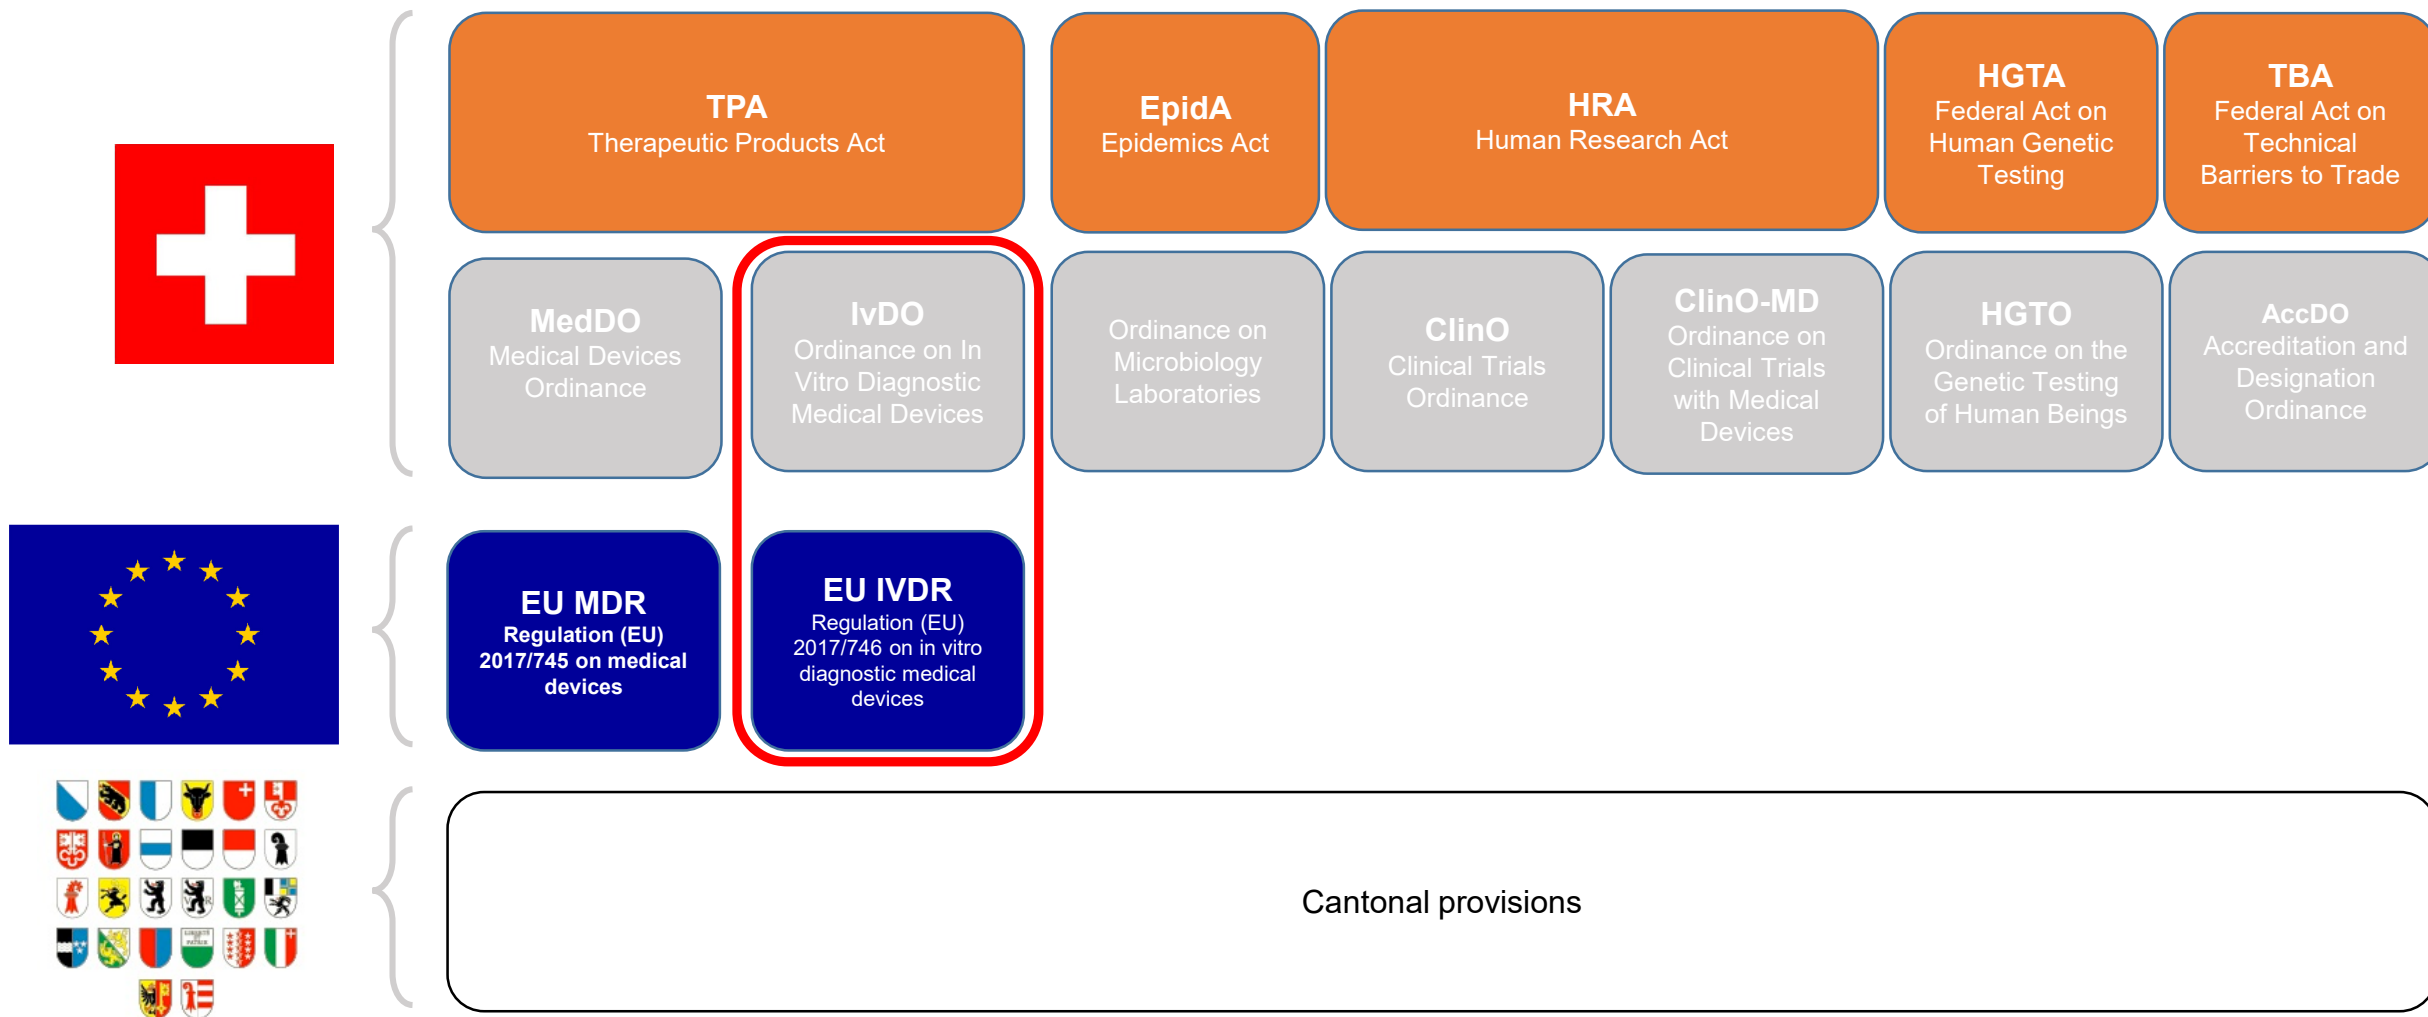 TPA
Therapeutic Products Act
EpidA
Epidemics Act
HRA
Human Research Act
HGTA
Federal Act on
Human Genetic
Testing
TBA
Federal Act on
Technical
Barriers to Trade
MedDO
Medical Devices
Ordinance
IvDO
Ordinance on In
Vitro Diagnostic
Medical Devices
Ordinance on
Microbiology
Laboratories
ClinO
Clinical Trials
Ordinance
ClinO-MD
Ordinance on
Clinical Trials
with Medical
Devices
HGTO
Ordinance on the
Genetic Testing
of Human Beings
AccDO
Accreditation and
Designation
Ordinance
EU MDR
Regulation (EU)
2017/745 on medical
devices
EU IVDR
Regulation (EU)
2017/746 on in vitro
diagnostic medical
devices
Cantonal provisions
LIBERTÉ
ET
PATRIE